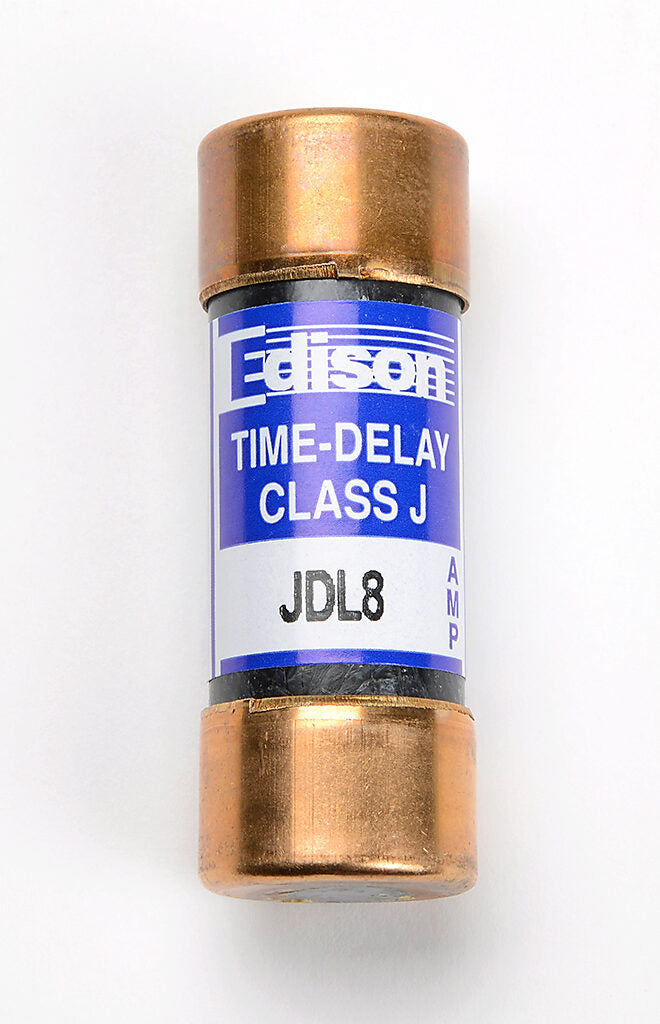 Edison
TIME-DELAY
CLASS J
JDL8
AMP